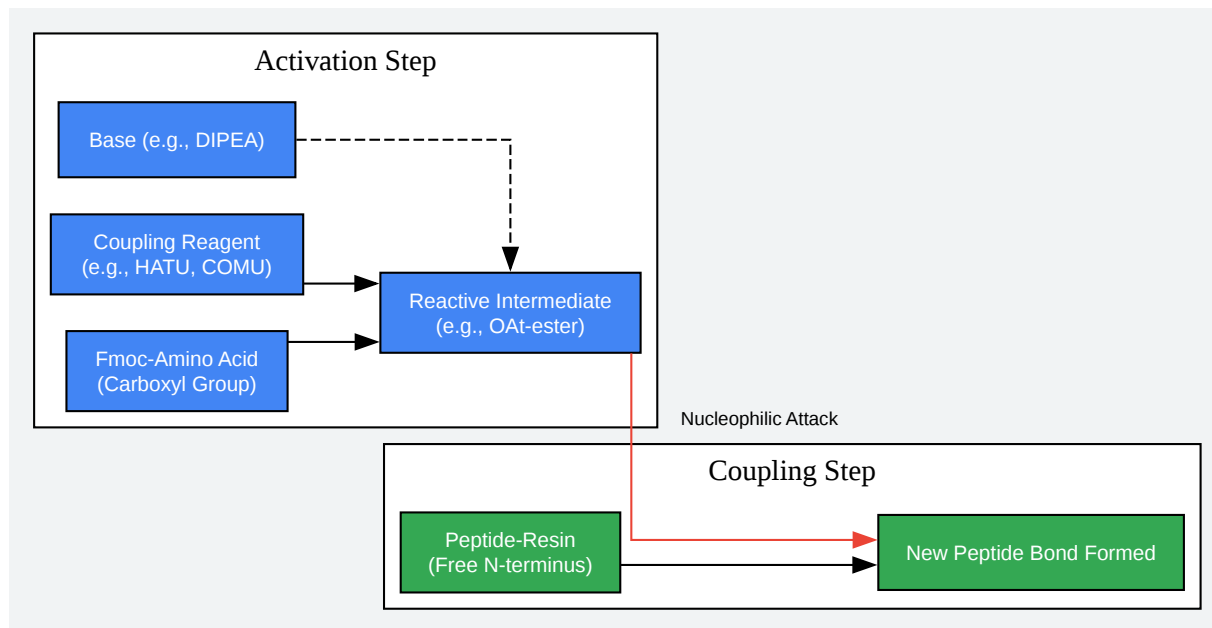 Activation Step
Base (e.g., DIPEA)
Coupling Reagent
(e.g., HATU, COMU)
Reactive Intermediate
(e.g., OAt-ester)
Fmoc-Amino Acid
(Carboxyl Group)
Nucleophilic Attack
Coupling Step
Peptide-Resin
(Free N-terminus)
New Peptide Bond Formed